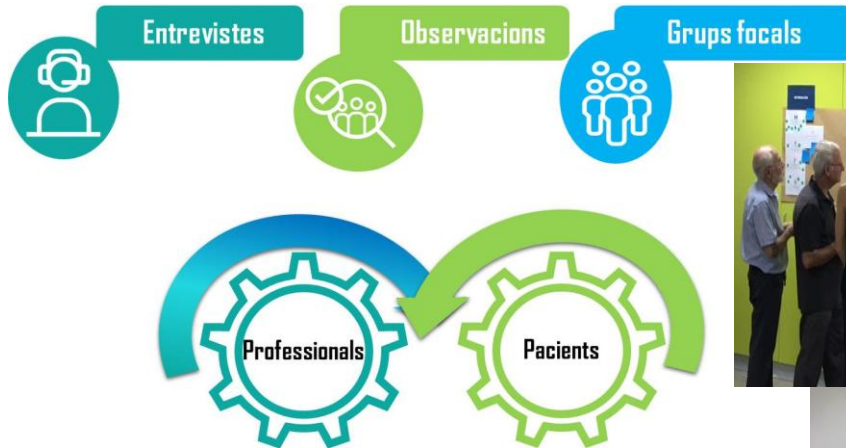 Entrevistes
Observacions
Grups focals
Professionals
Pacients